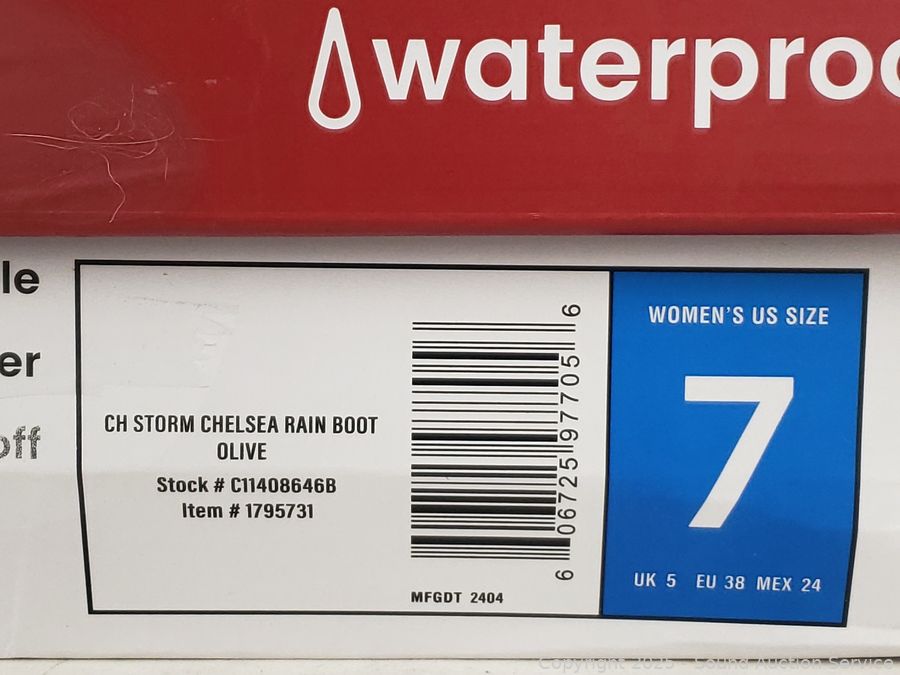 waterproo
le
er
off
CH STORM CHELSEA RAIN BOOT
OLIVE
Stock # C11408646B
Item # 1795731
6 06725 97705 6
MFGDT 2404
WOMEN'S US SIZE
7
UK 5 EU 38 MEX 24
Copyright 2025 - Sound Auction Service